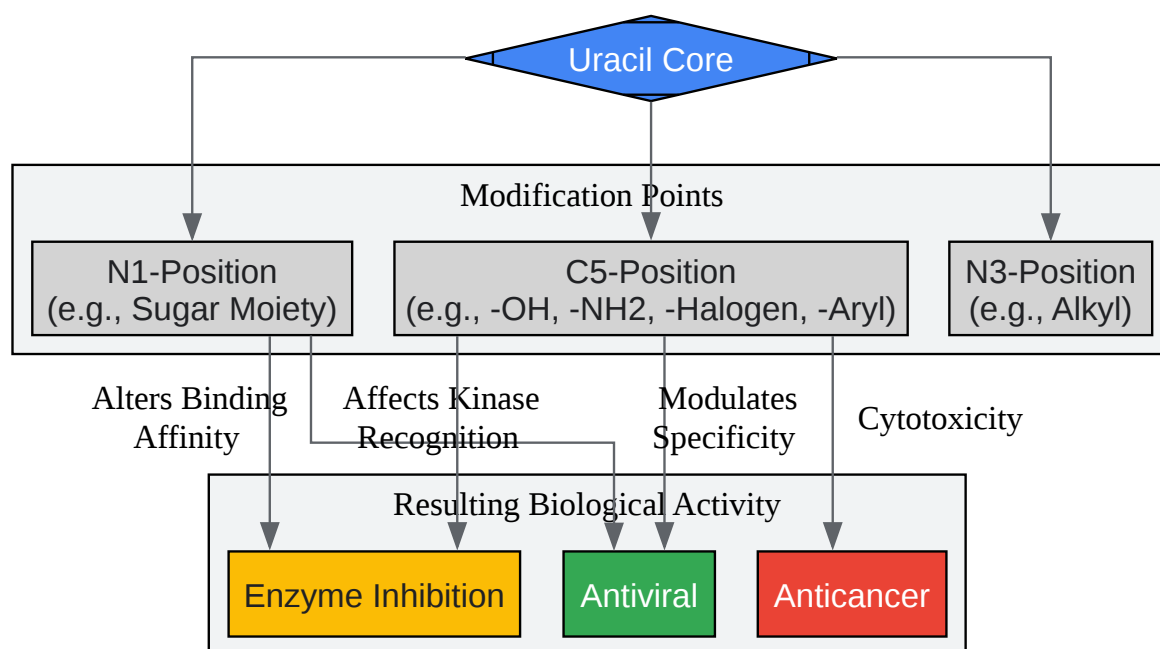 Uracil Core
Modification Points
N1-Position
(e.g., Sugar Moiety)
C5-Position
(e.g., -OH, -NH2, -Halogen, -Aryl)
N3-Position
(e.g., Alkyl)
Alters Binding
Affinity
Affects Kinase
Recognition
Modulates
Specificity
Cytotoxicity
Resulting Biological Activity
Enzyme Inhibition
Antiviral
Anticancer